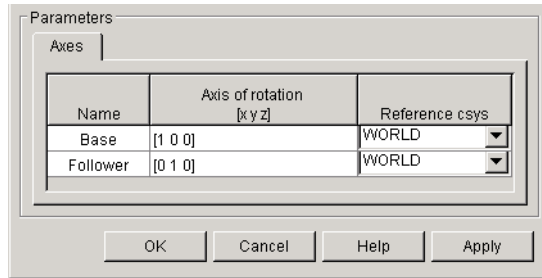 Parameters
Axes
Name Axis of rotation [x y z] Reference csys
Base [1 0 0] WORLD
Follower [0 1 0] WORLD
OK Cancel Help Apply